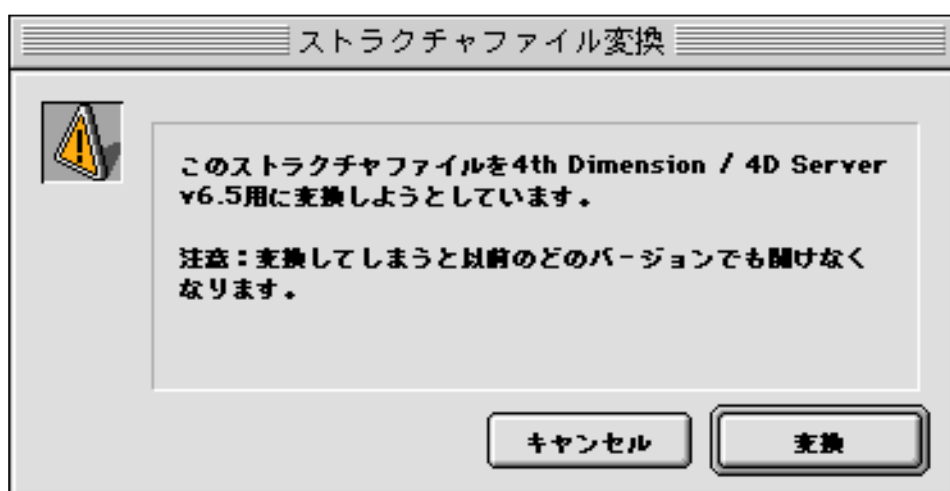 ストラクチャファイル変換
このストラクチャファイルを4th Dimension / 4D Server
v6.5用に変換しようとしています。
注意：変換してしまうと以前のどのバージョンでも開けなく
なります。
キャンセル
変換